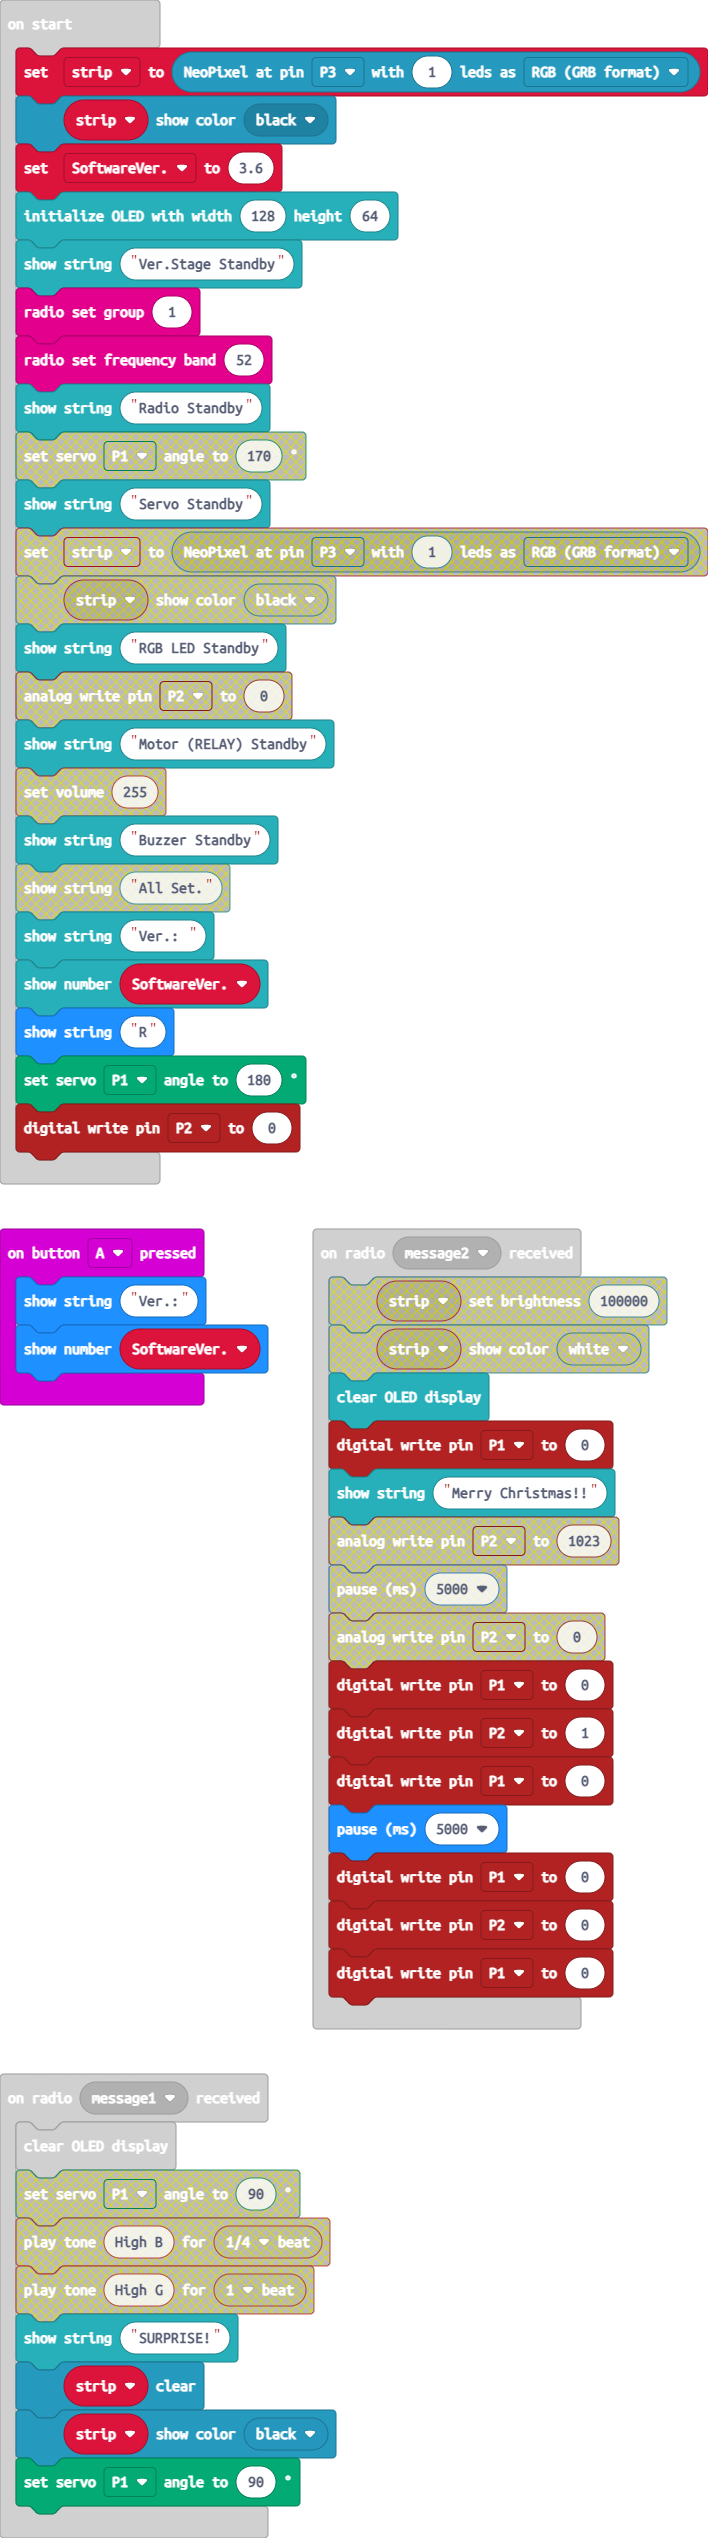 on start
set strip to NeoPixel at pin P3 with 1 leds as RGB (GRB format)
strip show color black
set SoftwareVer. to 3.6
initialize OLED with width 128 height 64
show string "Ver.Stage Standby"
radio set group 1
radio set frequency band 52
show string "Radio Standby"
set servo P1 angle to 170 °
show string "Servo Standby"
set strip to NeoPixel at pin P3 with 1 leds as RGB (GRB format)
strip show color black
show string "RGB LED Standby"
analog write pin P2 to 0
show string "Motor (RELAY) Standby"
set volume 255
show string "Buzzer Standby"
show string "All Set."
show string "Ver.: "
show number SoftwareVer.
show string "R"
set servo P1 angle to 180 °
digital write pin P2 to 0
on button A pressed
show string "Ver.:"
show number SoftwareVer.
on radio message2 received
strip set brightness 100000
strip show color white
clear OLED display
digital write pin P1 to 0
show string "Merry Christmas!!"
analog write pin P2 to 1023
pause (ms) 5000
analog write pin P2 to 0
digital write pin P1 to 0
digital write pin P2 to 1
digital write pin P1 to 0
pause (ms) 5000
digital write pin P1 to 0
digital write pin P2 to 0
digital write pin P1 to 0
on radio message1 received
clear OLED display
set servo P1 angle to 90 °
play tone High B for 1/4 beat
play tone High G for 1 beat
show string "SURPRISE!"
strip clear
strip show color black
set servo P1 angle to 90 °